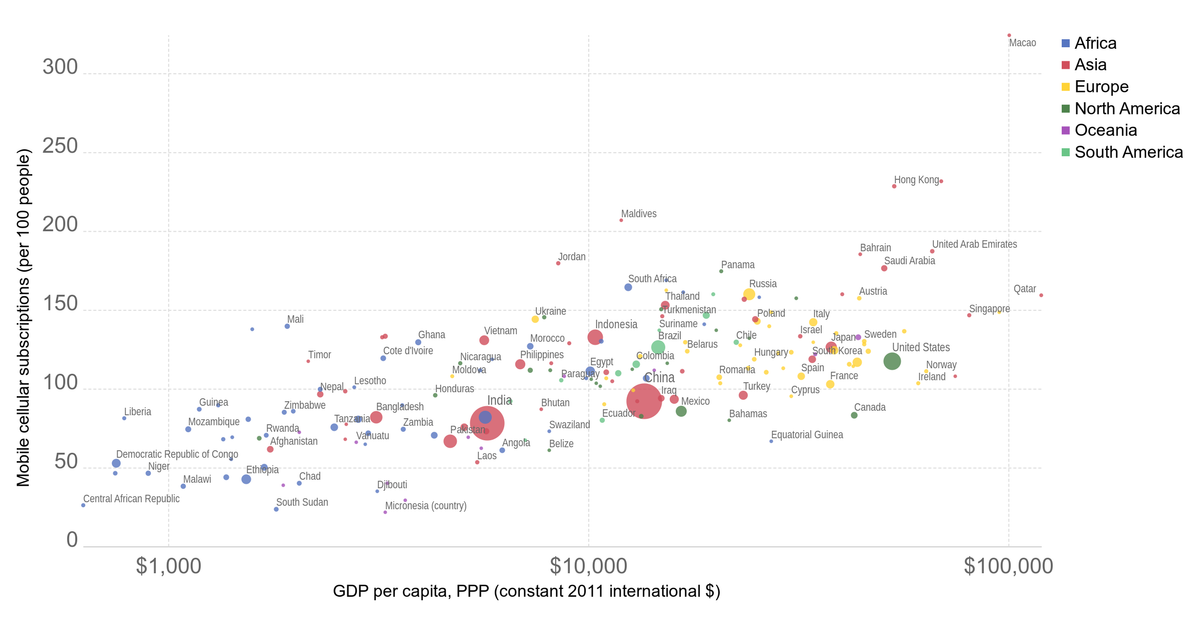 300
250
200
150
100
50
0
Mobile cellular subscriptions (per 100 people)
$1,000
$10,000
$100,000
GDP per capita, PPP (constant 2011 international $)
Africa
Asia
Europe
North America
Oceania
South America
Macao
Hong Kong
Maldives
Bahrain
United Arab Emirates
Jordan
Saudi Arabia
Panama
South Africa
Russia
Qatar
Austria
Thailand
Ukraine
Turkmenistan
Poland
Italy
Singapore
Mali
Indonesia
Suriname
Ghana
Vietnam
Morocco
Brazil
Chile
Israel
Japan
Sweden
Belarus
Cote d'Ivoire
Timor
Nicaragua
Philippines
Colombia
Hungary
South Korea
United States
Moldova
Paraguay
Egypt
China
Romania
Spain
France
Norway
Ireland
Nepal
Lesotho
Honduras
Iraq
Turkey
Cyprus
Guinea
Zimbabwe
Bangladesh
India
Bhutan
Ecuador
Mexico
Bahamas
Canada
Liberia
Mozambique
Rwanda
Tanzania
Vanuatu
Zambia
Pakistan
Swaziland
Equatorial Guinea
Afghanistan
Angola
Belize
Democratic Republic of Congo
Laos
Niger
Ethiopia
Malawi
Chad
Djibouti
Central African Republic
South Sudan
Micronesia (country)